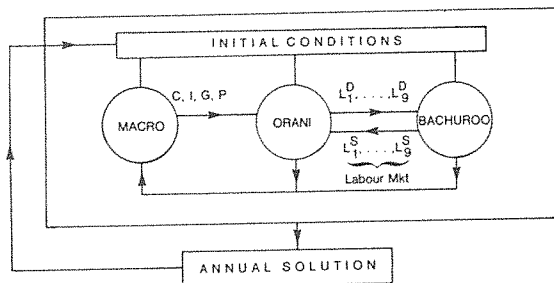 INITIAL CONDITIONS
C, I, G, P
L₁ᴰ . . . . , L₉ᴰ
MACRO
ORANI
BACHUROO
L₁ˢ . . . . , L₉ˢ
Labour Mkt
ANNUAL SOLUTION